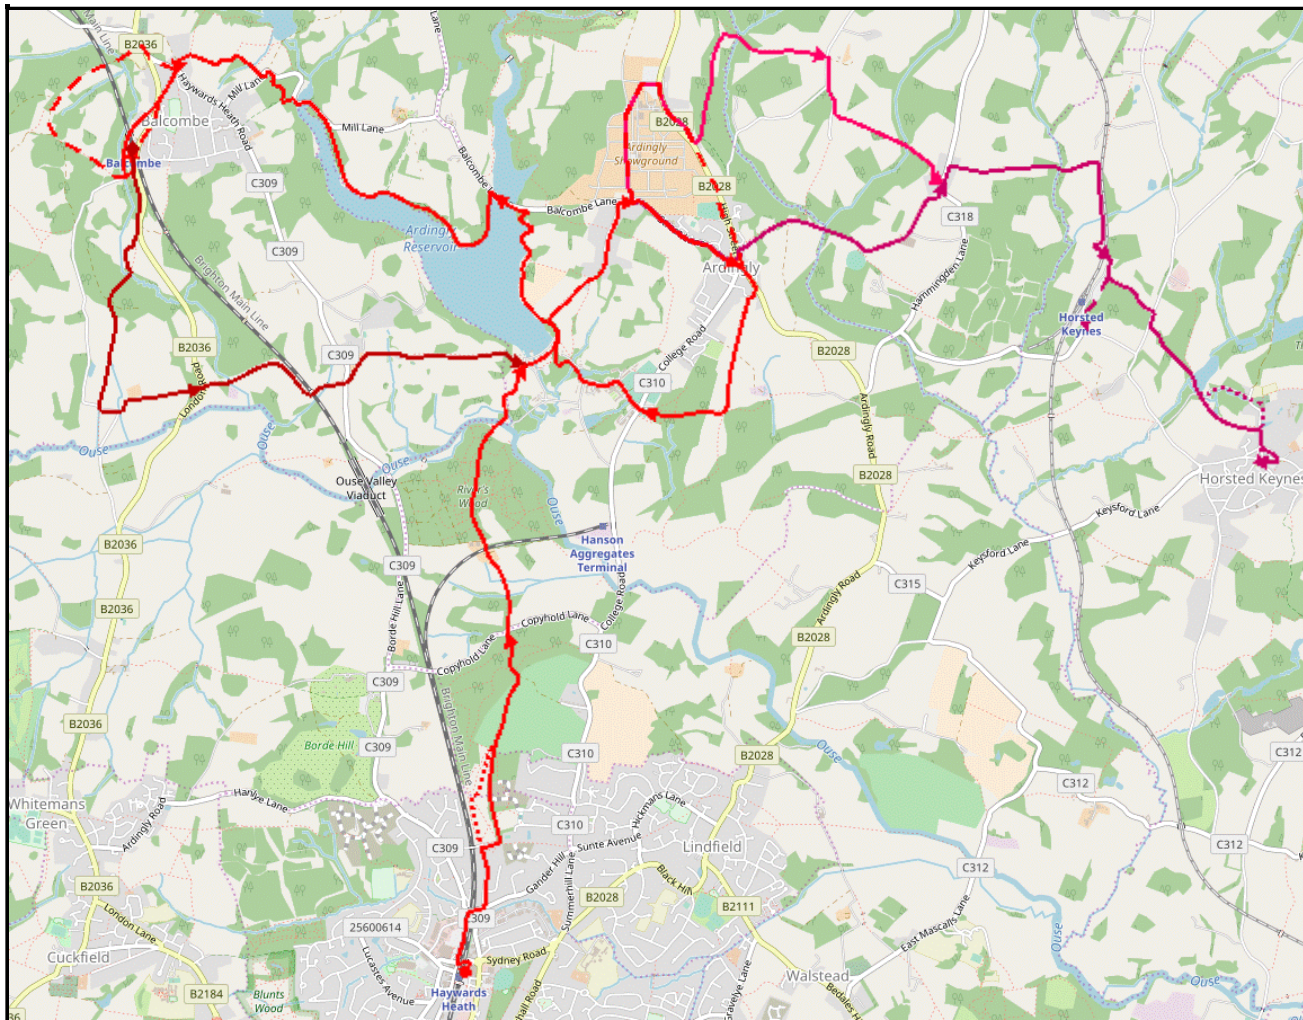 Main Line
B2036
Lane
Mill Lane
Haywards Heath Road
Balcombe
Balcombe
Mill Lane
C309
B2028
Ardingly
Showground
B2028
High Street
Balcombe Lane
C318
Ardingly
Reservoir
C309
Ardingly
Hammingden Lane
Brighton Main Line
Horsted
Keynes
B2036
C309
College Road
B2028
London Road
C310
Ardingly Road
Ouse
Ouse
Ouse
Ouse Valley
Viaduct
River's
Wood
Ouse
B2028
Horsted Keynes
Keysford Lane
B2036
Hanson
Aggregates
Terminal
Keysford Lane
C309
C315
B2036
Borde Hill Lane
Copyhold Lane
College Road
Ardingly Road
B2028
C310
Copyhold Lane
C309
Brighton Main Line
B2036
Borde Hill
C309
C310
B2028
Ouse
C312
C312
Whitemans
Green
Hanlye Lane
Ardingly Road
C309
C310
Hickmans Lane
Sunte Avenue
Lindfield
C312
Gander Hill
Summerhill Lane
Black Hill
C312
B2036
B2028
B2111
London Lane
C309
25600614
East Mascalls Lane
Ouse
Cuckfield
Lucastes Avenue
Sydney Road
Walstead
B2184
Blunts
Wood
Haywards
Heath
Gravelye Lane
Ouse